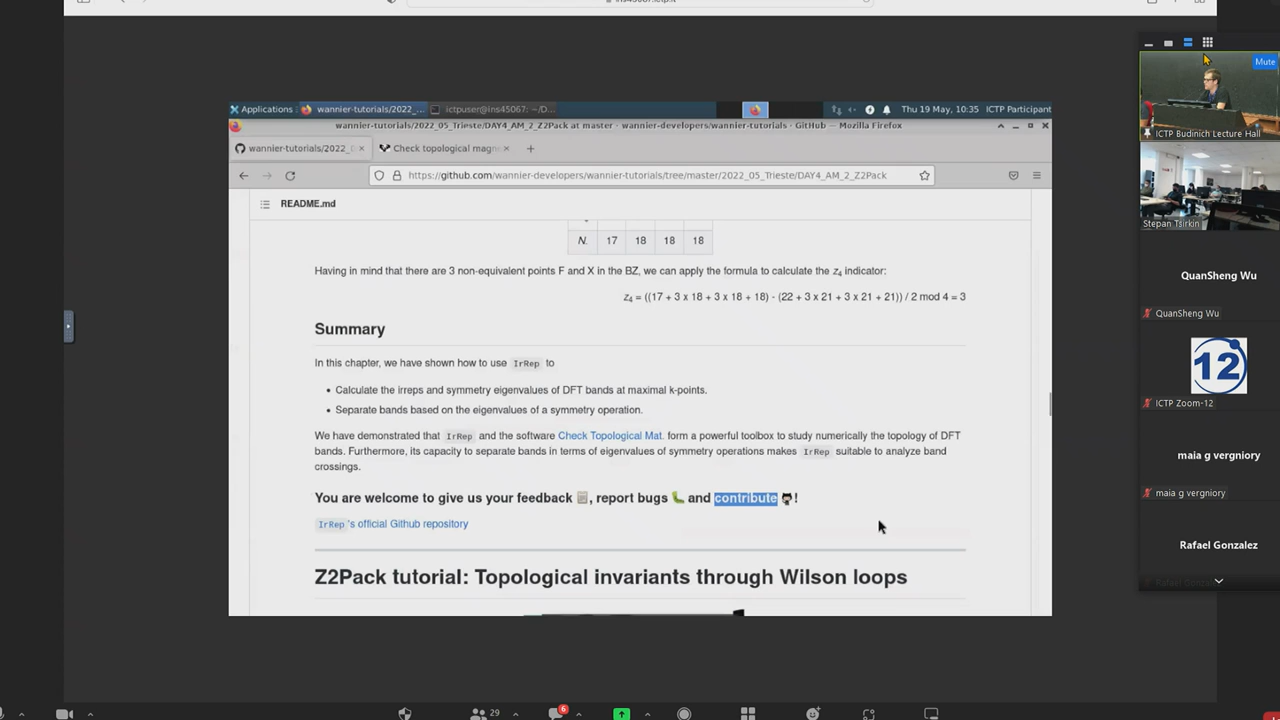 Applications
wannier-tutorials/2022_...
ictpuser@ins45067: ~/D...
Thu 19 May, 10:35
ICTP Participant
wannier-tutorials/2022_05_Trieste/DAY4_AM_2_Z2Pack at master · wannier-developers/wannier-tutorials · GitHub — Mozilla Firefox
wannier-tutorials/2022_0
Check topological magn
https://github.com/wannier-developers/wannier-tutorials/tree/master/2022_05_Trieste/DAY4_AM_2_Z2Pack
README.md
N. 17 18 18 18
Having in mind that there are 3 non-equivalent points F and X in the BZ, we can apply the formula to calculate the z4 indicator:
z4 = ((17 + 3 x 18 + 3 x 18 + 18) - (22 + 3 x 21 + 3 x 21 + 21)) / 2 mod 4 = 3
Summary
In this chapter, we have shown how to use IrRep to
• Calculate the irreps and symmetry eigenvalues of DFT bands at maximal k-points.
• Separate bands based on the eigenvalues of a symmetry operation.
We have demonstrated that IrRep and the software Check Topological Mat. form a powerful toolbox to study numerically the topology of DFT
bands. Furthermore, its capacity to separate bands in terms of eigenvalues of symmetry operations makes IrRep suitable to analyze band
crossings.
You are welcome to give us your feedback , report bugs and contribute !
IrRep 's official Github repository
Z2Pack tutorial: Topological invariants through Wilson loops
Mute
ICTP Budinich Lecture Hall
Stepan Tsirkin
QuanSheng Wu
QuanSheng Wu
12
ICTP Zoom-12
maia g vergniory
maia g vergniory
Rafael Gonzalez
29
6